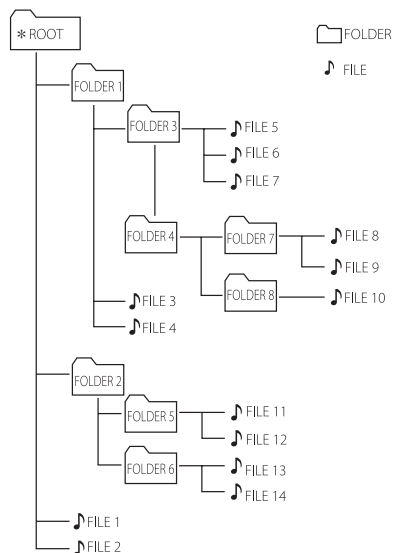 * ROOT
FOLDER
FILE
FOLDER 1
FOLDER 3
FILE 5
FILE 6
FILE 7
FOLDER 4
FOLDER 7
FILE 8
FILE 9
FOLDER 8
FILE 10
FILE 3
FILE 4
FOLDER 2
FOLDER 5
FILE 11
FILE 12
FOLDER 6
FILE 13
FILE 14
FILE 1
FILE 2